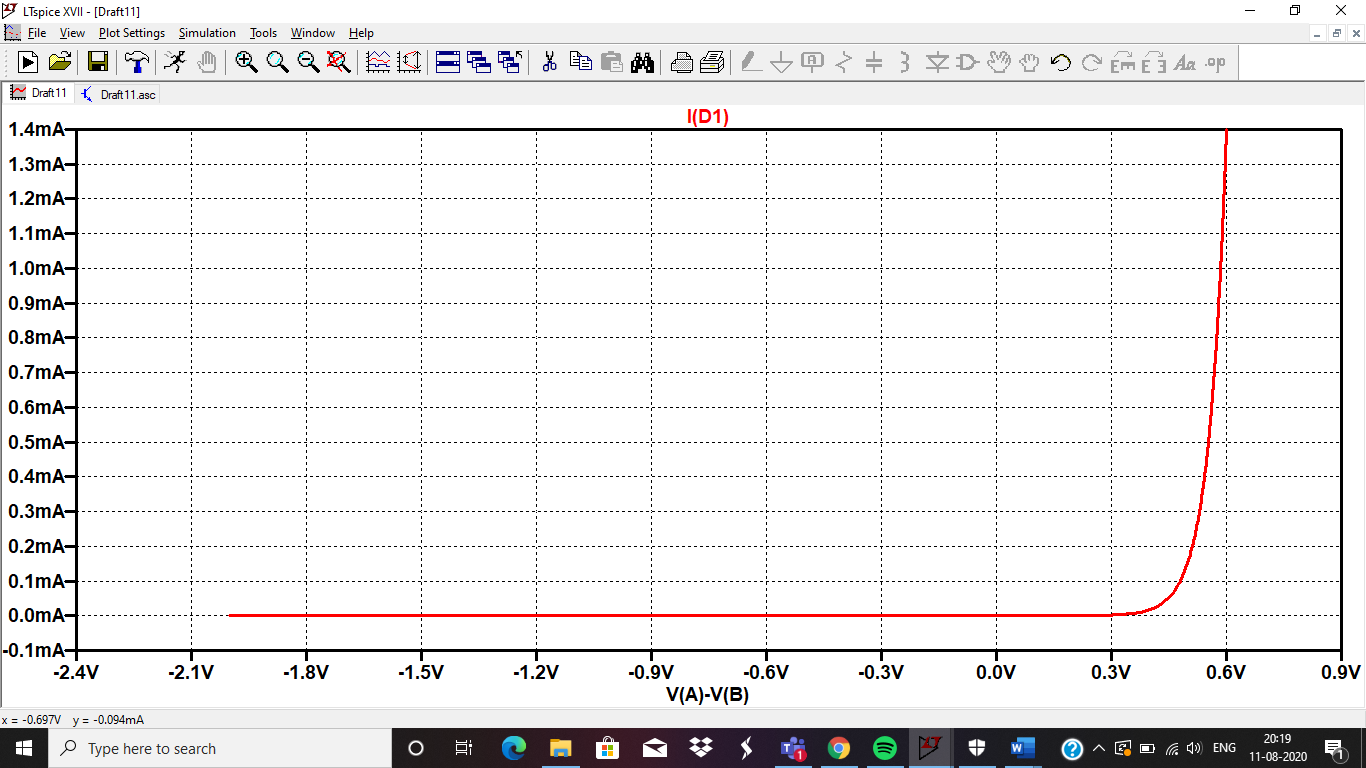 LTspice XVII - [Draft11]
File View Plot Settings Simulation Tools Window Help
Aa .op
Draft11 Draft11.asc
I(D1)
1.4mA
1.3mA
1.2mA
1.1mA
1.0mA
0.9mA
0.8mA
0.7mA
0.6mA
0.5mA
0.4mA
0.3mA
0.2mA
0.1mA
0.0mA
-0.1mA
-2.4V -2.1V -1.8V -1.5V -1.2V -0.9V -0.6V -0.3V 0.0V 0.3V 0.6V 0.9V
V(A)-V(B)
x = -0.697V y = -0.094mA
Type here to search
1
W
?
ENG
20:19
11-08-2020
1